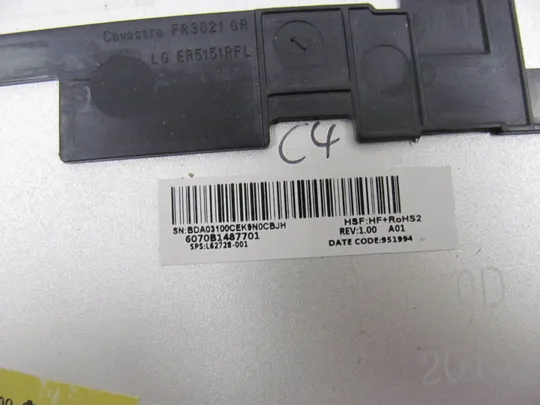 Covestro FR3021 GR
LG ER5151RFL
C4
SN:BDA03100CEK9N0CBJH
6070B1487701
SPS:L62728-001
HSF:HF+RoHS2
REV:1.00 A01
DATE CODE:951994